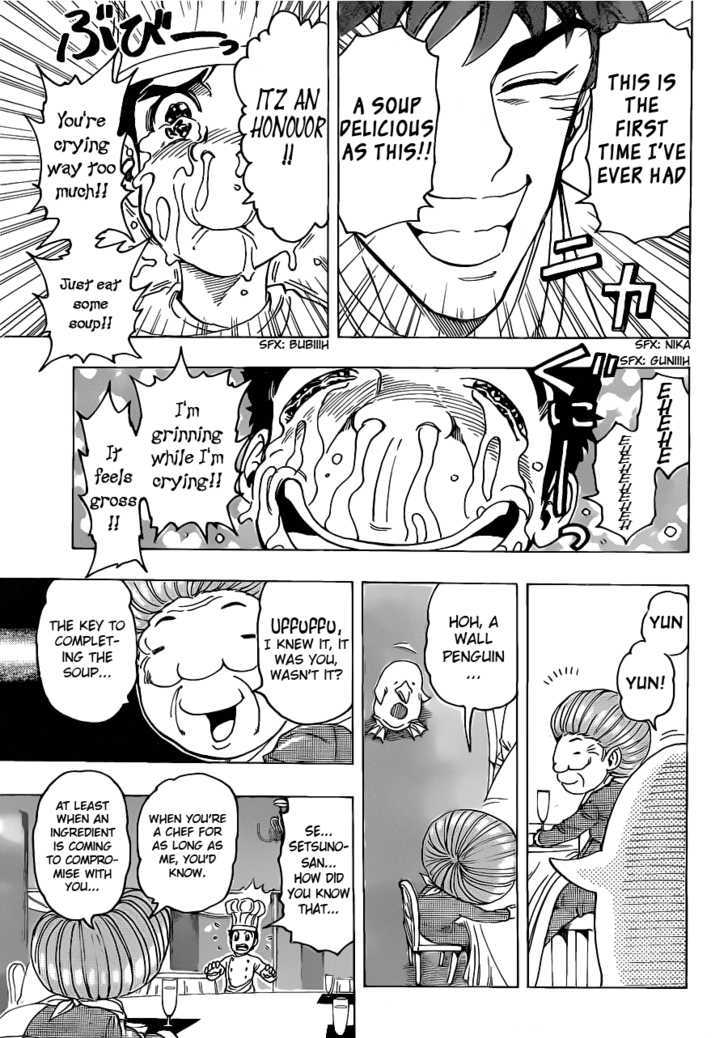 THIS IS
THE
FIRST
TIME I'VE
EVER HAD
A SOUP
DELICIOUS
AS THIS!!
ニカ
SFX: NIKA
ITZ AN
HONOUOR
!!
ぶびーっ
You're
crying
way too
much!!
Just eat
some
soup!!
SFX: BUBIIIH
SFX: GUNIIIH
EHEHE
EHEHEHEHEH
ぐにーっ
I'm
grinning
while I'm
crying!!
It
feels
gross
!!
YUN
YUN!
HOH, A
WALL
PENGUIN
...
UFFUFFU,
I KNEW IT, IT
WAS YOU,
WASN'T IT?
THE KEY TO
COMPLET-
ING THE
SOUP...
SE...
SETSUNO-
SAN...
HOW DID
YOU KNOW
THAT...
WHEN YOU'RE
A CHEF FOR
AS LONG AS
ME, YOU'D
KNOW.
AT LEAST
WHEN AN
INGREDIENT
IS COMING
TO COMPRO-
MISE WITH
YOU...